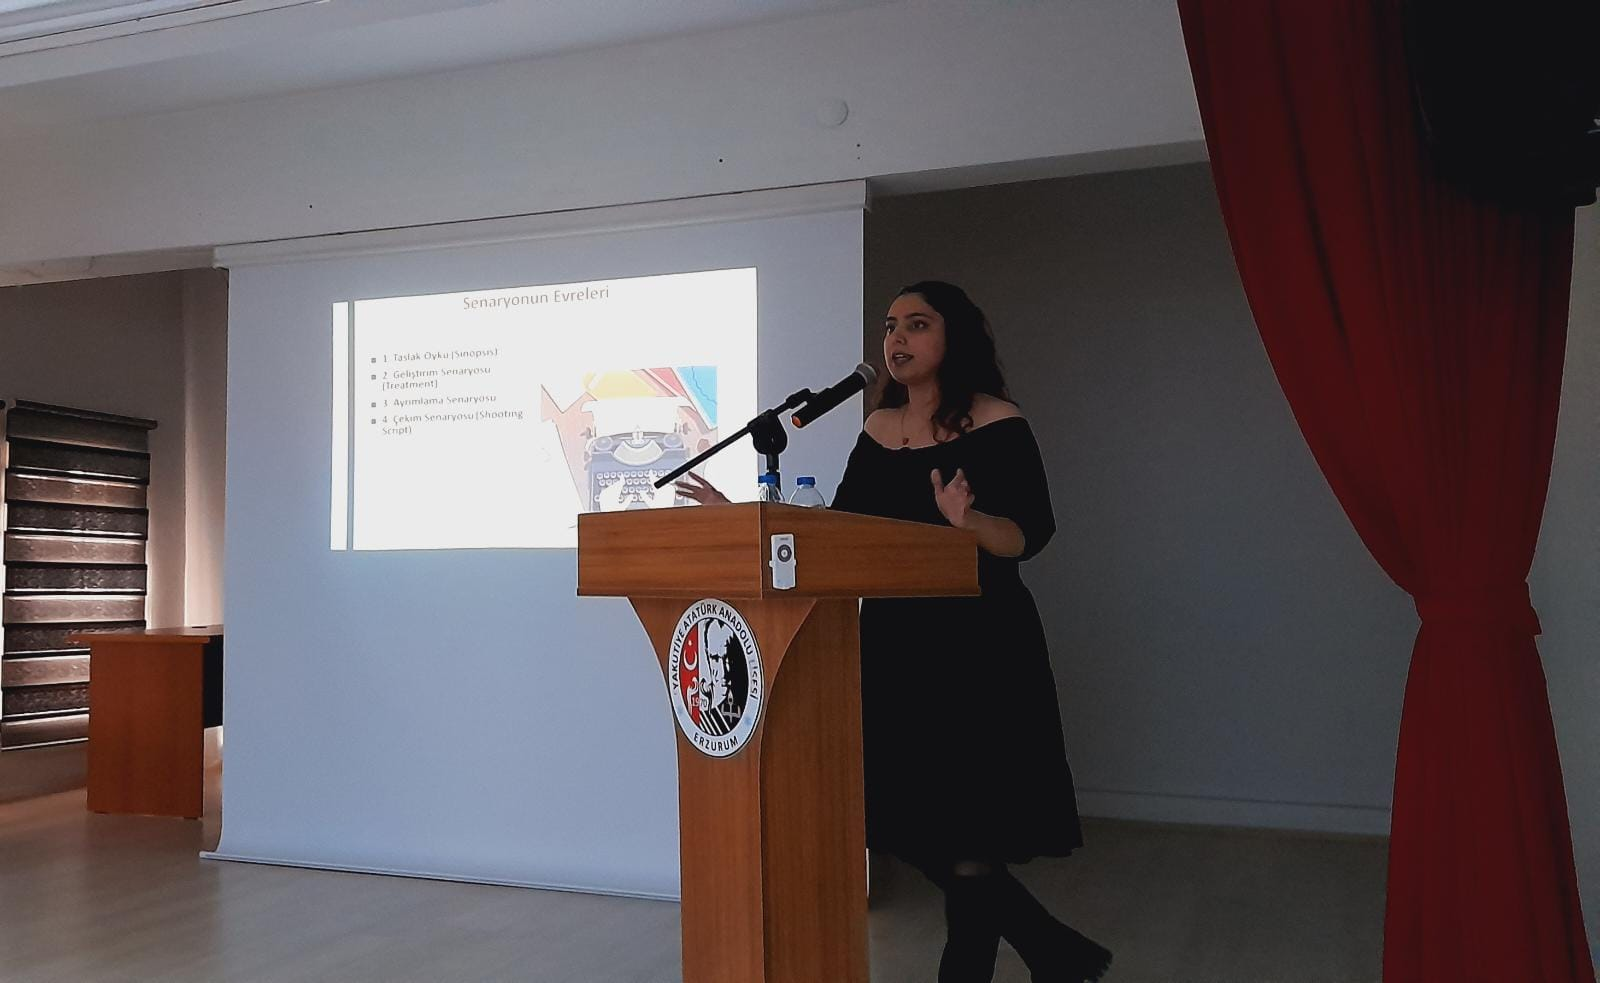 Senaryonun Evreleri
1. Taslak Öykü (Sinopsis)
2. Geliştirim Senaryosu
(Treatment)
3. Ayrımlama Senaryosu
4. Çekim Senaryosu (Shooting
Script)
YAKUTİYE ATATÜRK ANADOLU LİSESİ
1970
ERZURUM